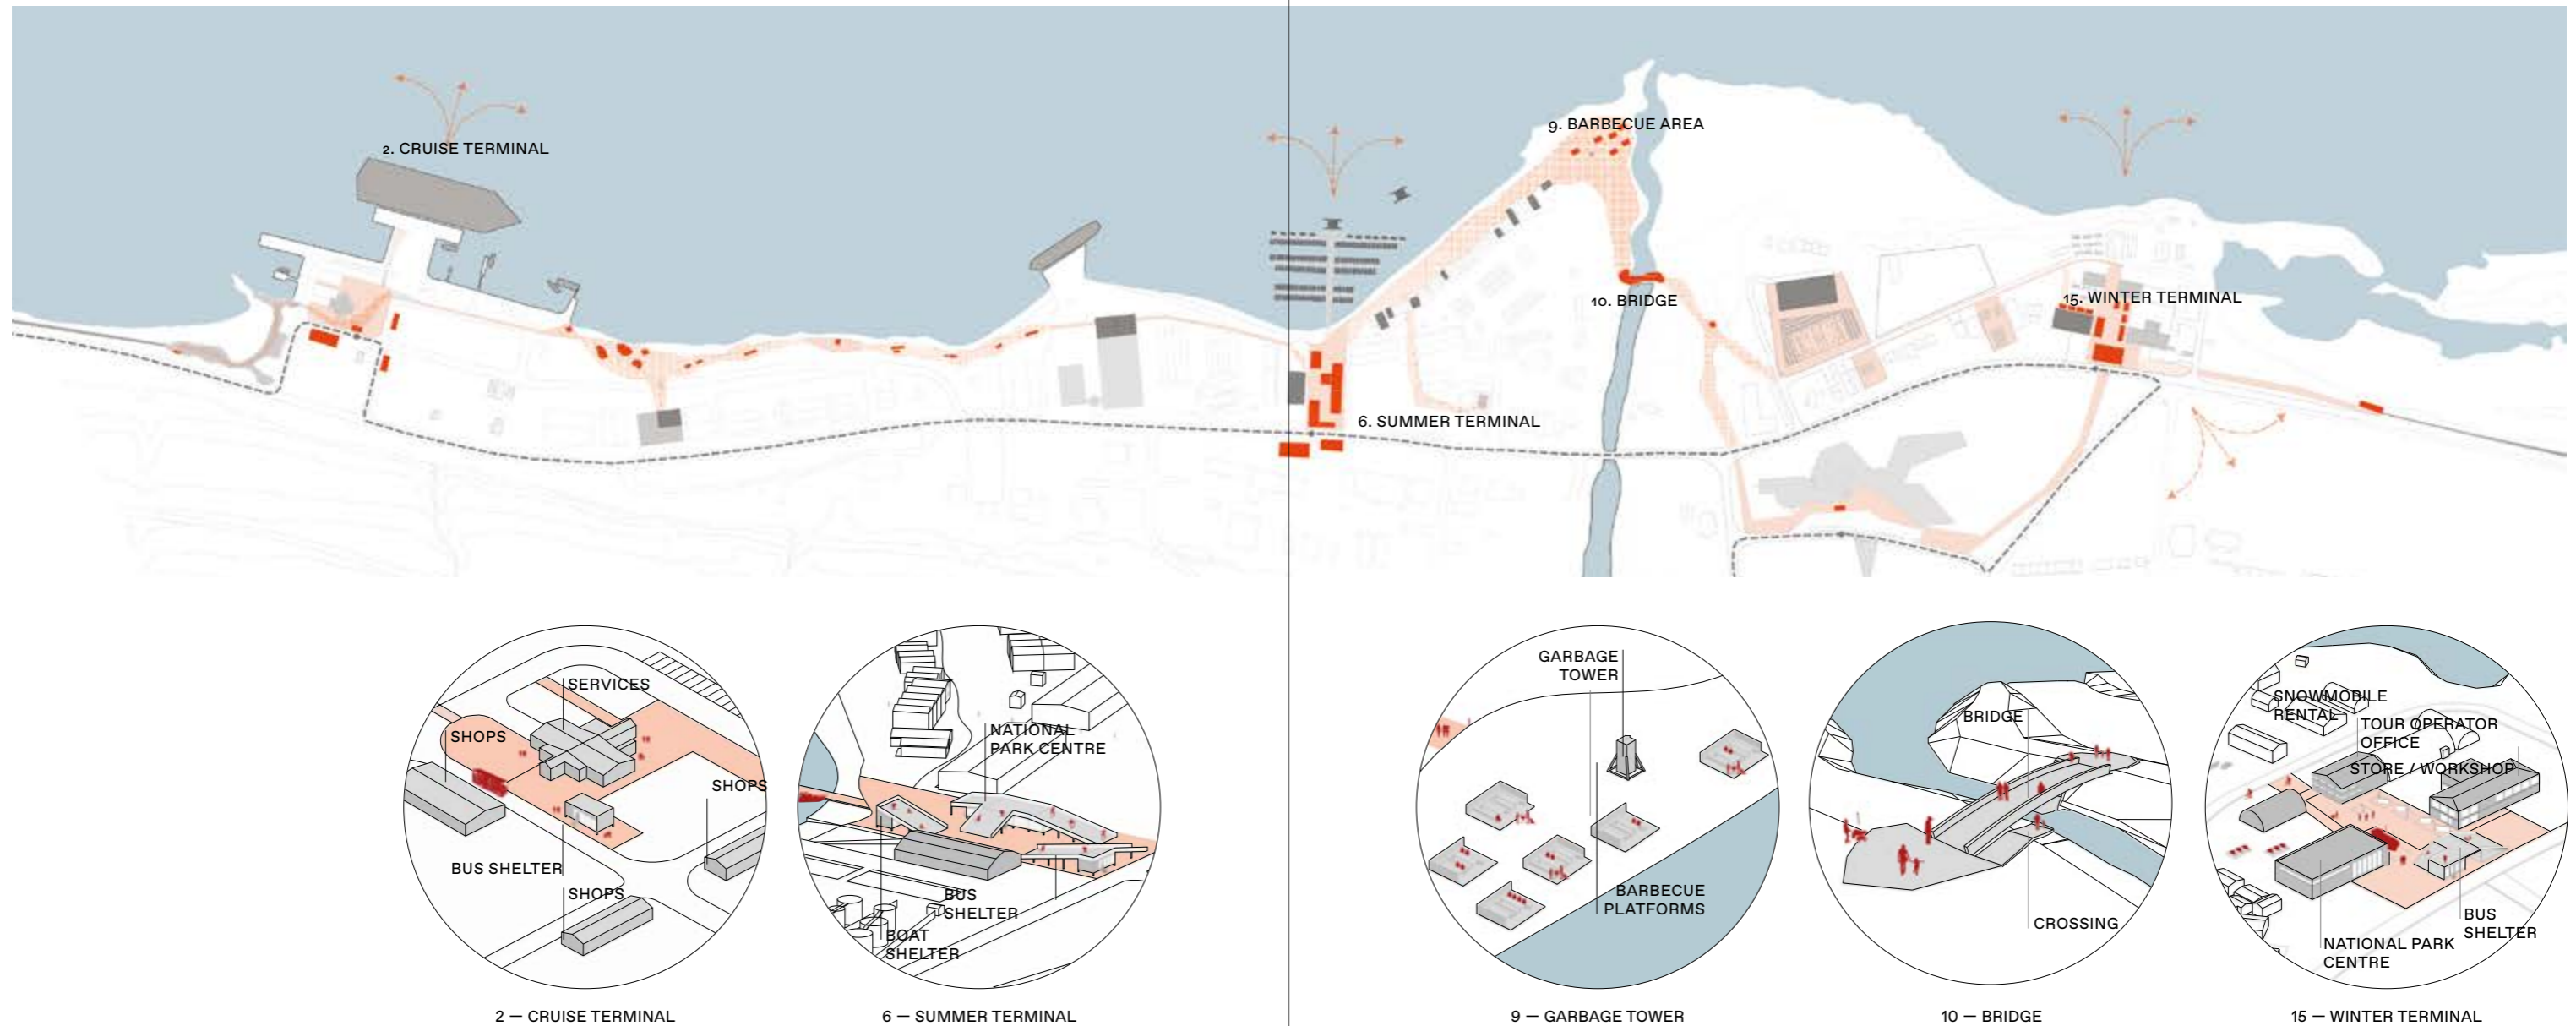 2. CRUISE TERMINAL
9. BARBECUE AREA
10. BRIDGE
15. WINTER TERMINAL
6. SUMMER TERMINAL
SERVICES
SHOPS
SHOPS
BUS SHELTER
SHOPS
2 — CRUISE TERMINAL
NATIONAL
PARK CENTRE
BUS
SHELTER
BOAT
SHELTER
6 — SUMMER TERMINAL
GARBAGE
TOWER
BARBECUE
PLATFORMS
9 — GARBAGE TOWER
BRIDGE
CROSSING
10 — BRIDGE
SNOWMOBILE
RENTAL
TOUR OPERATOR
OFFICE
STORE / WORKSHOP
BUS
SHELTER
NATIONAL PARK
CENTRE
15 — WINTER TERMINAL